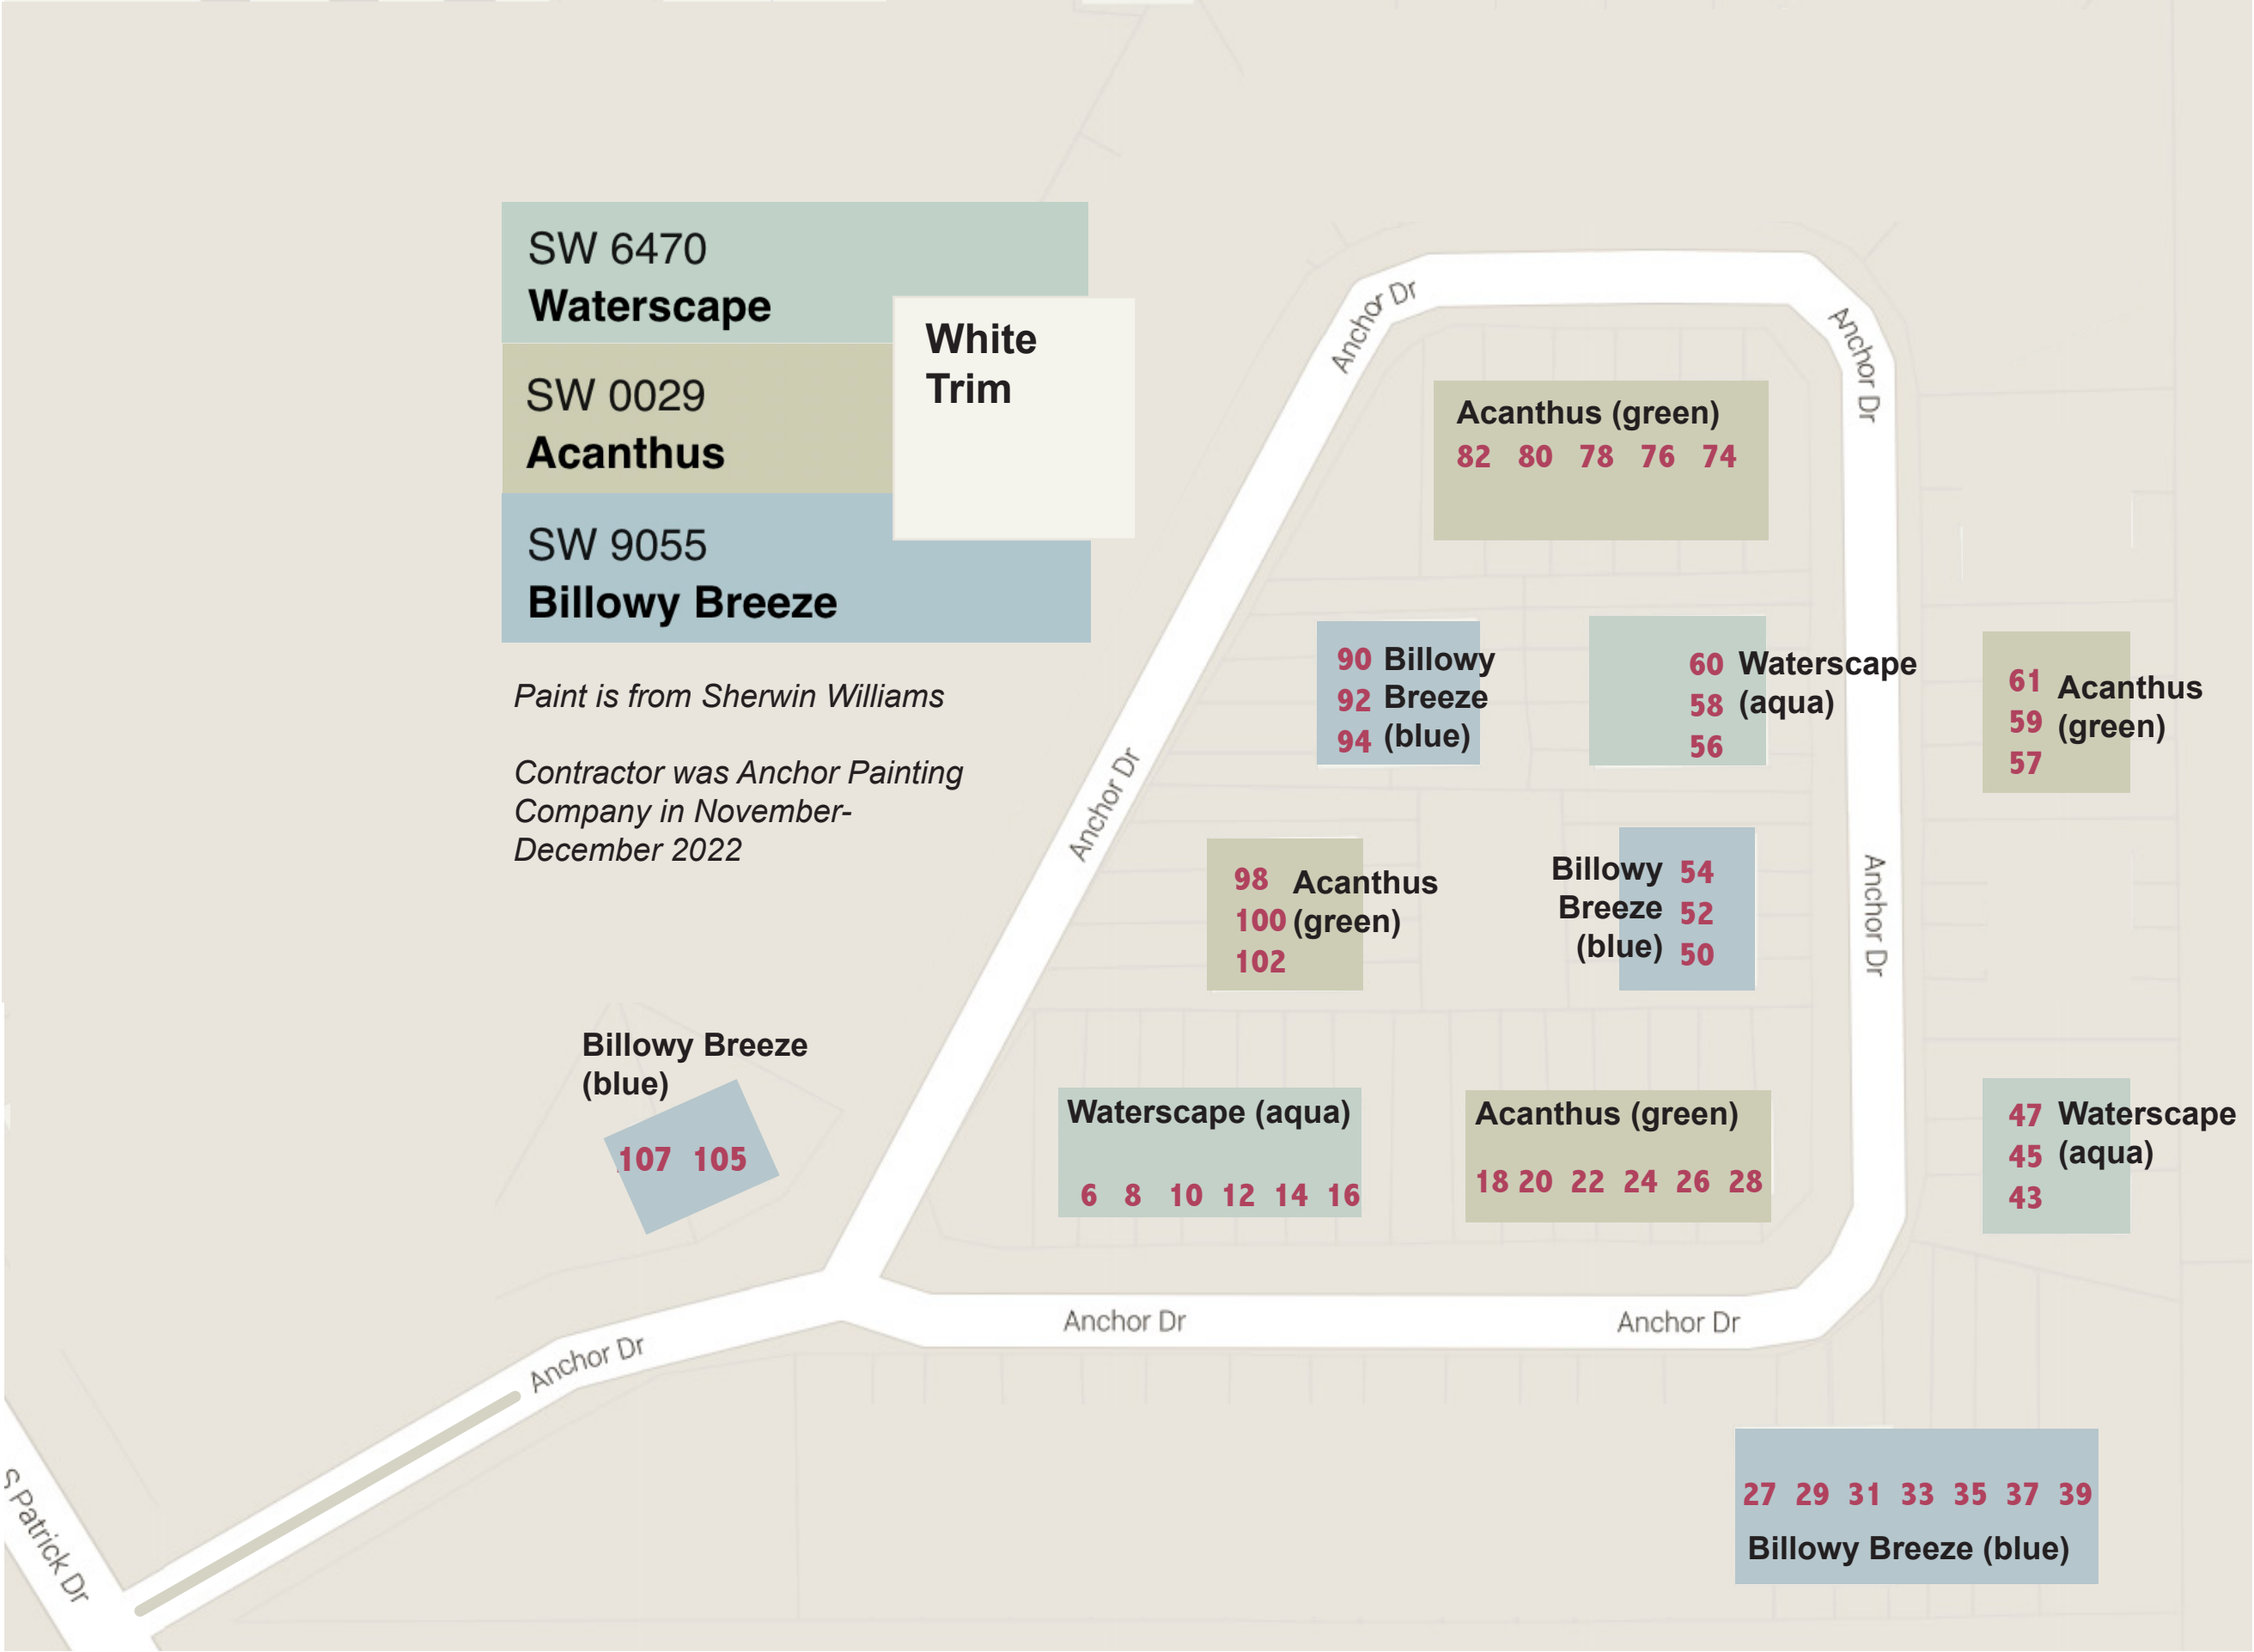 SW 6470
Waterscape
White
Trim
SW 0029
Acanthus
SW 9055
Billowy Breeze
Paint is from Sherwin Williams
Contractor was Anchor Painting
Company in November-
December 2022
Anchor Dr
Anchor Dr
Acanthus (green)
82 80 78 76 74
90 Billowy
92 Breeze
94 (blue)
60 Waterscape
58 (aqua)
56
61 Acanthus
59 (green)
57
Anchor Dr
98 Acanthus
100 (green)
102
Billowy 54
Breeze 52
(blue) 50
Anchor Dr
Billowy Breeze
(blue)
107 105
Waterscape (aqua)
6 8 10 12 14 16
Acanthus (green)
18 20 22 24 26 28
47 Waterscape
45 (aqua)
43
Anchor Dr
Anchor Dr
Anchor Dr
S Patrick Dr
27 29 31 33 35 37 39
Billowy Breeze (blue)